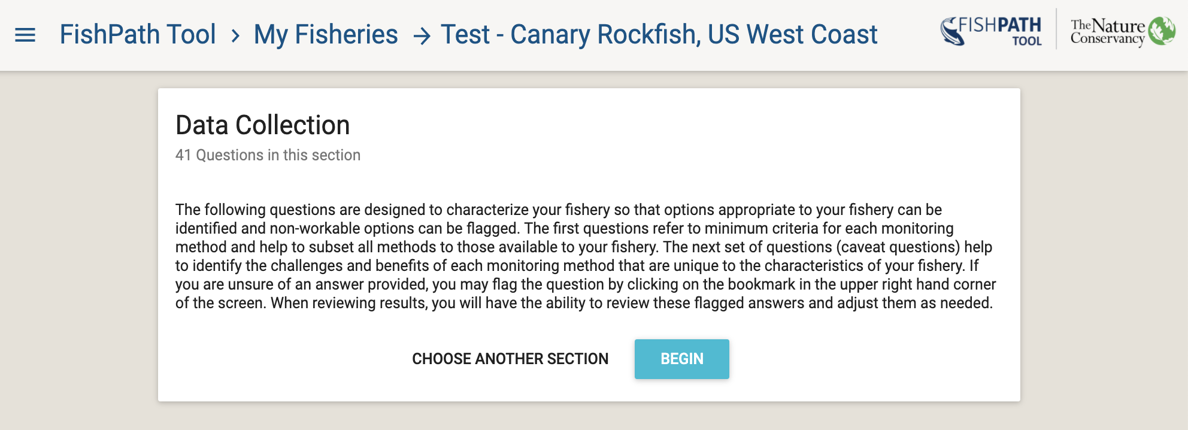 FishPath Tool > My Fisheries → Test - Canary Rockfish, US West Coast
FISHPATH
TOOL
The Nature
Conservancy
Data Collection
41 Questions in this section
The following questions are designed to characterize your fishery so that options appropriate to your fishery can be
identified and non-workable options can be flagged. The first questions refer to minimum criteria for each monitoring
method and help to subset all methods to those available to your fishery. The next set of questions (caveat questions) help
to identify the challenges and benefits of each monitoring method that are unique to the characteristics of your fishery. If
you are unsure of an answer provided, you may flag the question by clicking on the bookmark in the upper right hand corner
of the screen. When reviewing results, you will have the ability to review these flagged answers and adjust them as needed.
CHOOSE ANOTHER SECTION
BEGIN